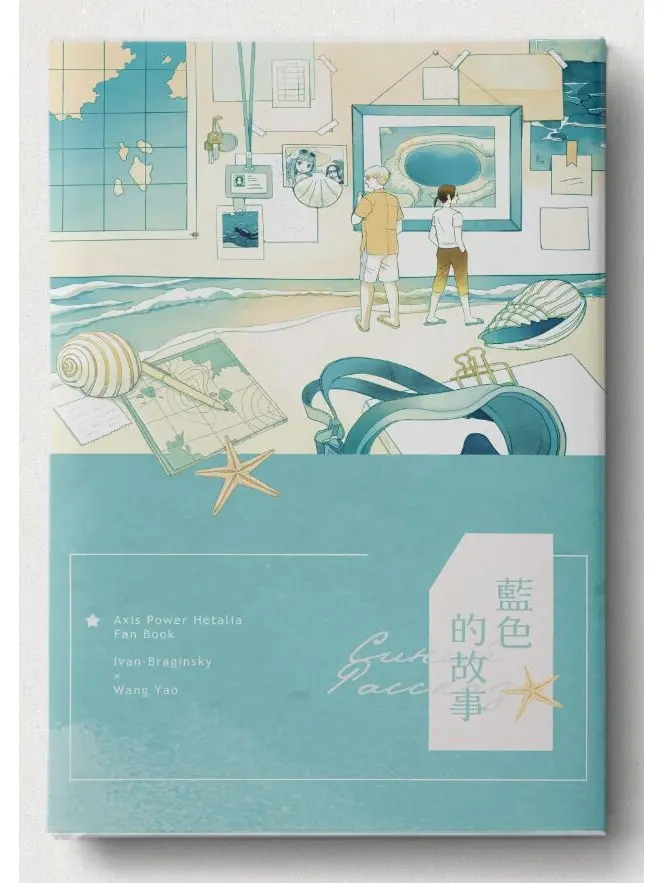 Axis Power Hetalia
Fan Book
Ivan-Braginsky
×
Wang Yao
藍色
的故事